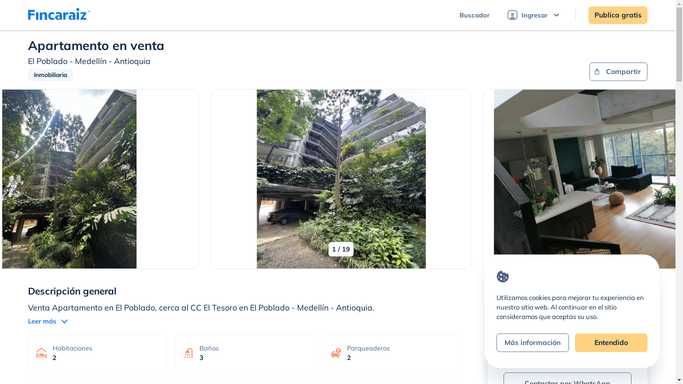 Fincaraiz
Buscador
Ingresar
Publica gratis
Apartamento en venta
El Poblado - Medellín - Antioquia
Inmobiliaria
Compartir
1 / 19
Descripción general
Venta Apartamento en El Poblado, cerca al CC El Tesoro en El Poblado - Medellín - Antioquia.
Leer más
Habitaciones
2
Baños
3
Parqueaderos
2
Utilizamos cookies para mejorar tu experiencia en
nuestro sitio web. Al continuar en el sitio
consideramos que aceptas su uso.
Más información
Entendido
Contactar por WhatsApp